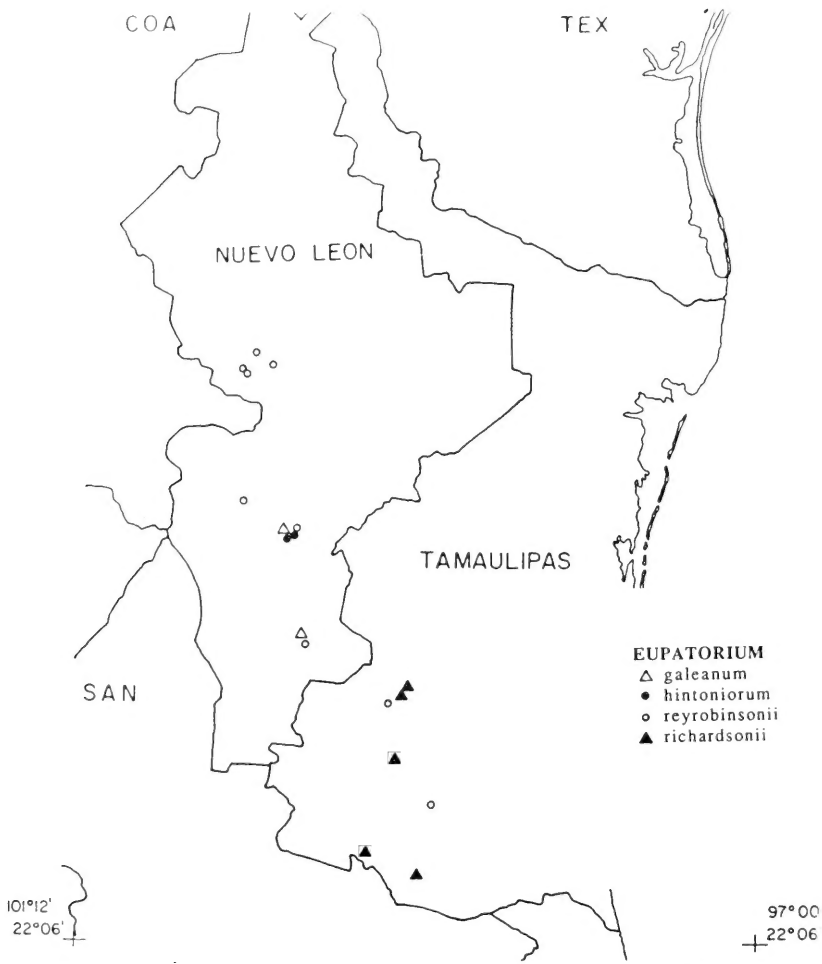 COA
TEX
NUEVO LEON
TAMAULIPAS
SAN
EUPATORIUM
△ galeanum
● hintoniorum
○ reyrobinsonii
▲ richardsonii
101°12'
22°06'
97°00
22°06